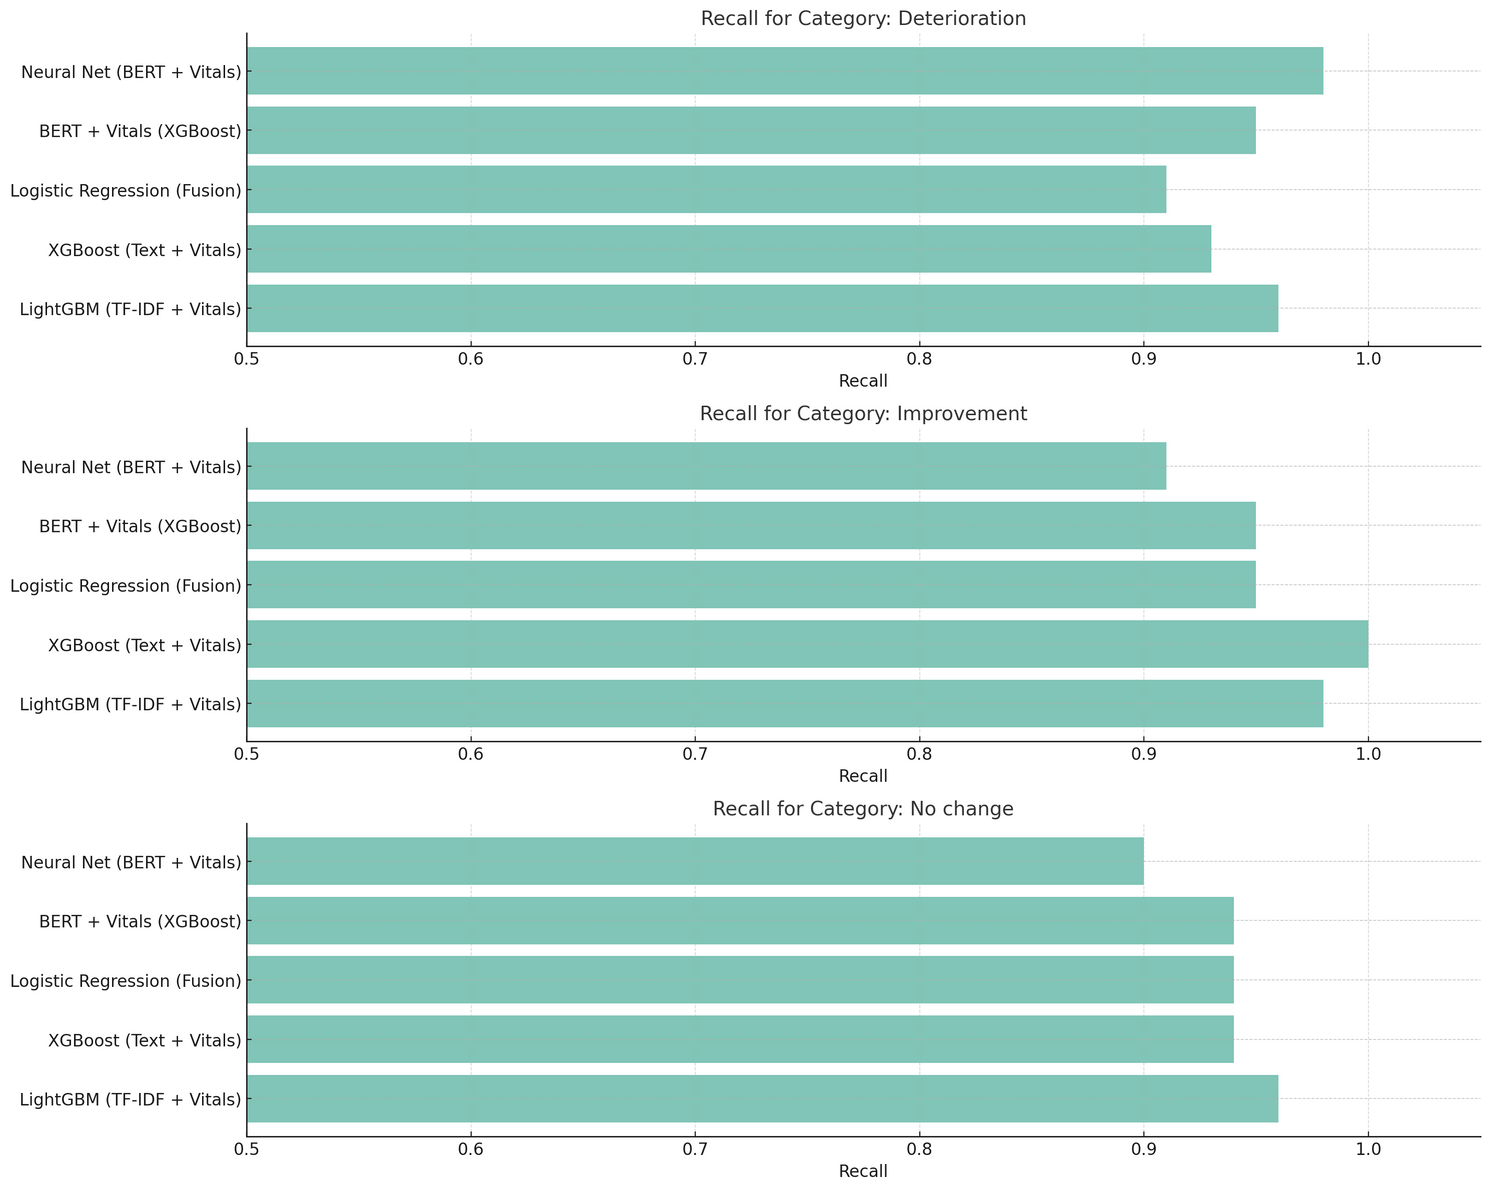 Recall for Category: Deterioration
Neural Net (BERT + Vitals)
BERT + Vitals (XGBoost)
Logistic Regression (Fusion)
XGBoost (Text + Vitals)
LightGBM (TF-IDF + Vitals)
0.5 0.6 0.7 0.8 0.9 1.0
Recall
Recall for Category: Improvement
Neural Net (BERT + Vitals)
BERT + Vitals (XGBoost)
Logistic Regression (Fusion)
XGBoost (Text + Vitals)
LightGBM (TF-IDF + Vitals)
0.5 0.6 0.7 0.8 0.9 1.0
Recall
Recall for Category: No change
Neural Net (BERT + Vitals)
BERT + Vitals (XGBoost)
Logistic Regression (Fusion)
XGBoost (Text + Vitals)
LightGBM (TF-IDF + Vitals)
0.5 0.6 0.7 0.8 0.9 1.0
Recall